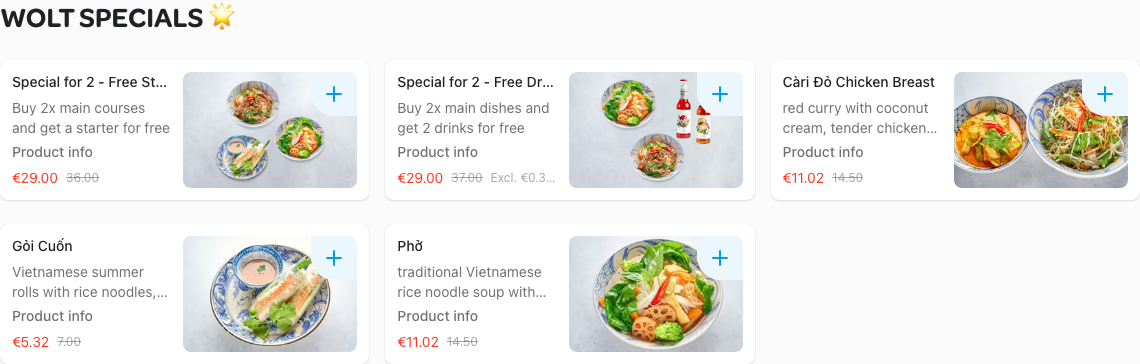 WOLT SPECIALS 🌟
Special for 2 - Free St...
Buy 2x main courses
and get a starter for free
Product info
€29.00 36.00
Special for 2 - Free Dr...
Buy 2x main dishes and
get 2 drinks for free
Product info
€29.00 37.00 Excl. €0.3...
Càri Đỏ Chicken Breast
red curry with coconut
cream, tender chicken...
Product info
€11.02 14.50
Gỏi Cuốn
Vietnamese summer
rolls with rice noodles,...
Product info
€5.32 7.00
Phở
traditional Vietnamese
rice noodle soup with...
Product info
€11.02 14.50